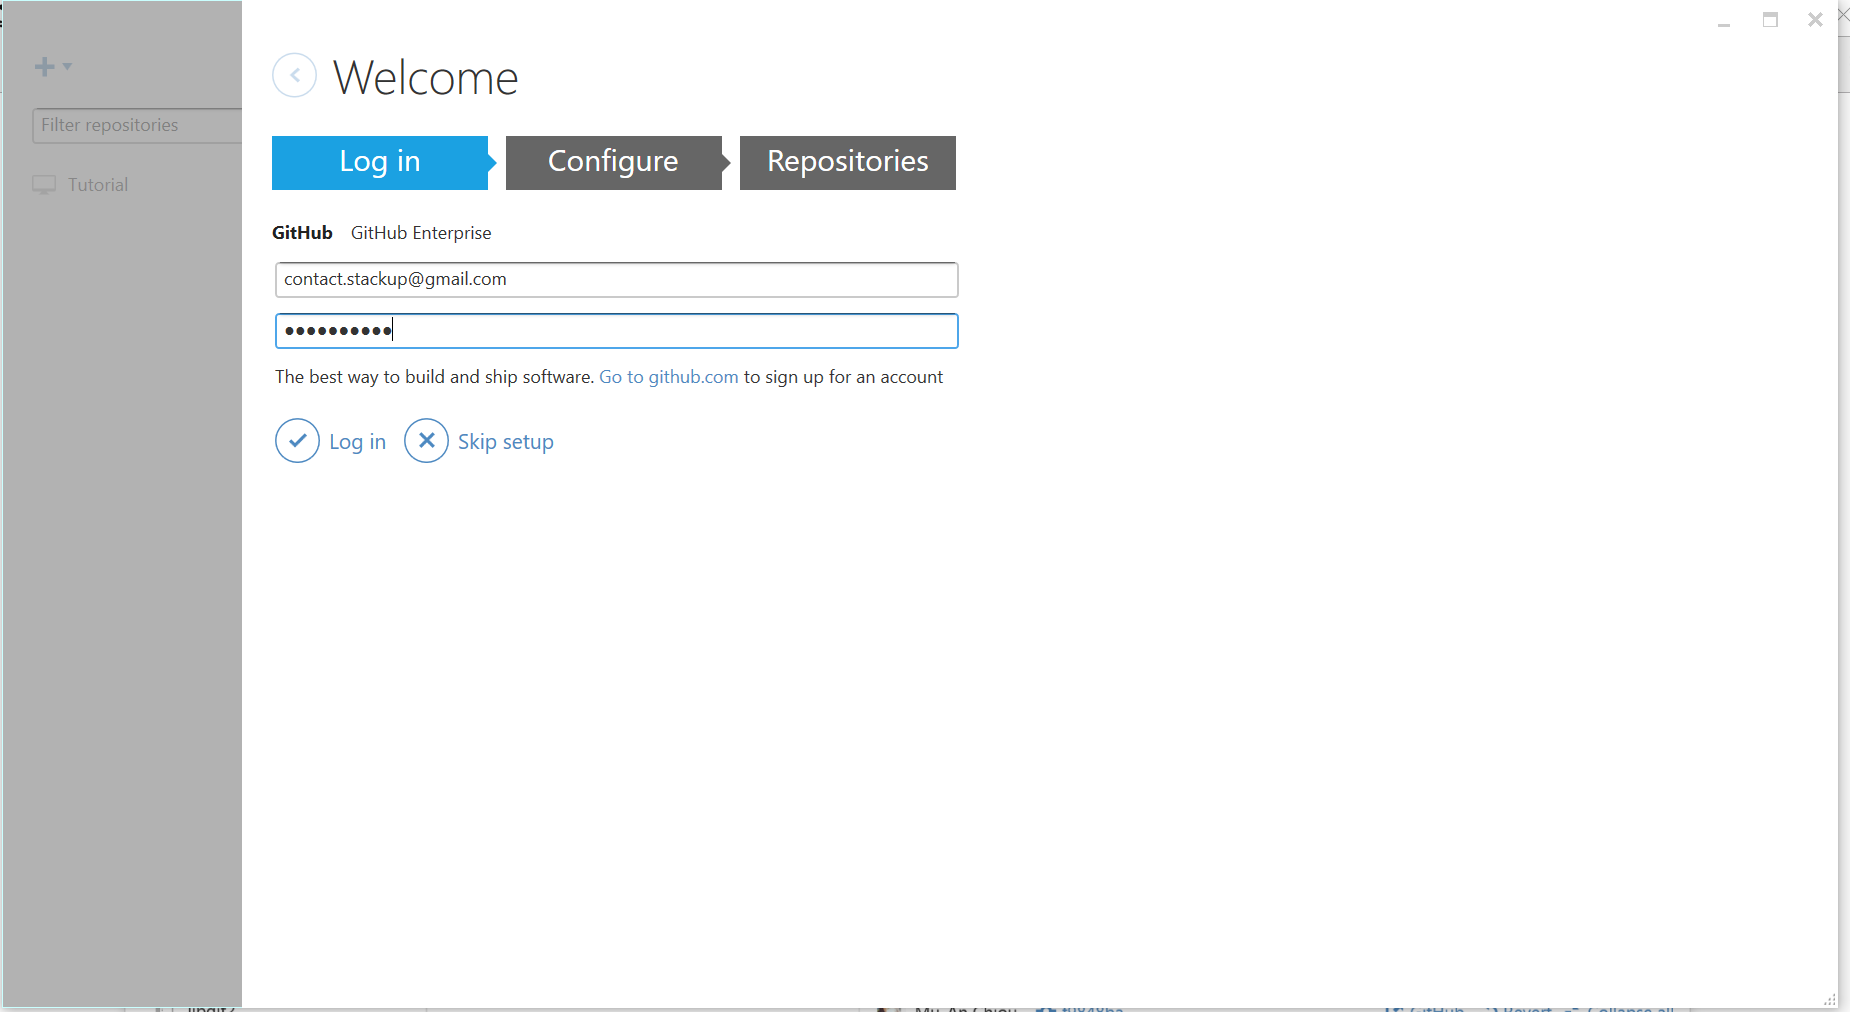 Welcome
Filter repositories
Tutorial
Log in
Configure
Repositories
GitHub
GitHub Enterprise
contact.stackup@gmail.com
The best way to build and ship software. Go to github.com to sign up for an account
Log in
Skip setup